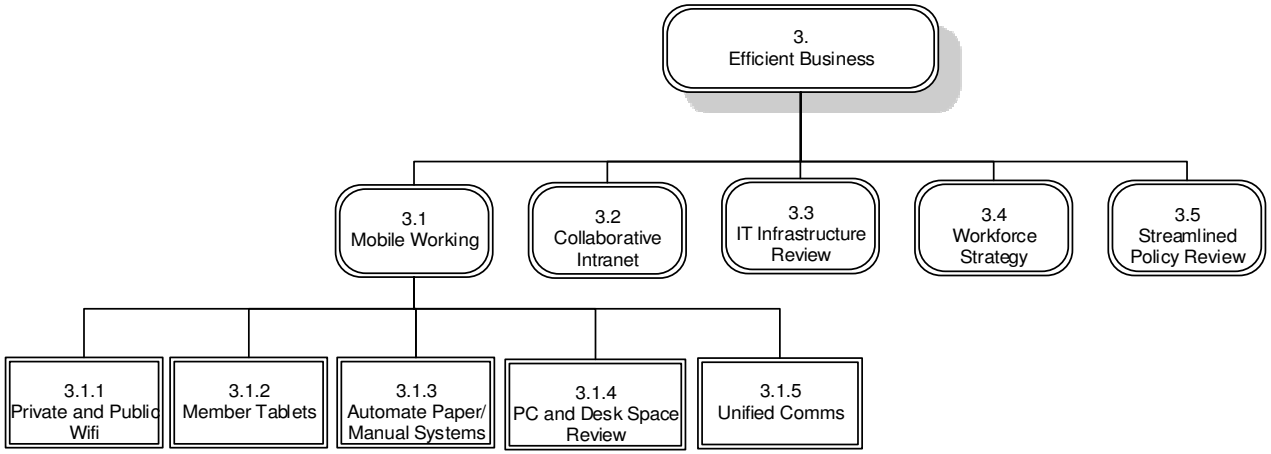 3.
Efficient Business
3.1
Mobile Working
3.2
Collaborative
Intranet
3.3
IT Infrastructure
Review
3.4
Workforce
Strategy
3.5
Streamlined
Policy Review
3.1.1
Private and Public
Wifi
3.1.2
Member Tablets
3.1.3
Automate Paper/
Manual Systems
3.1.4
PC and Desk Space
Review
3.1.5
Unified Comms